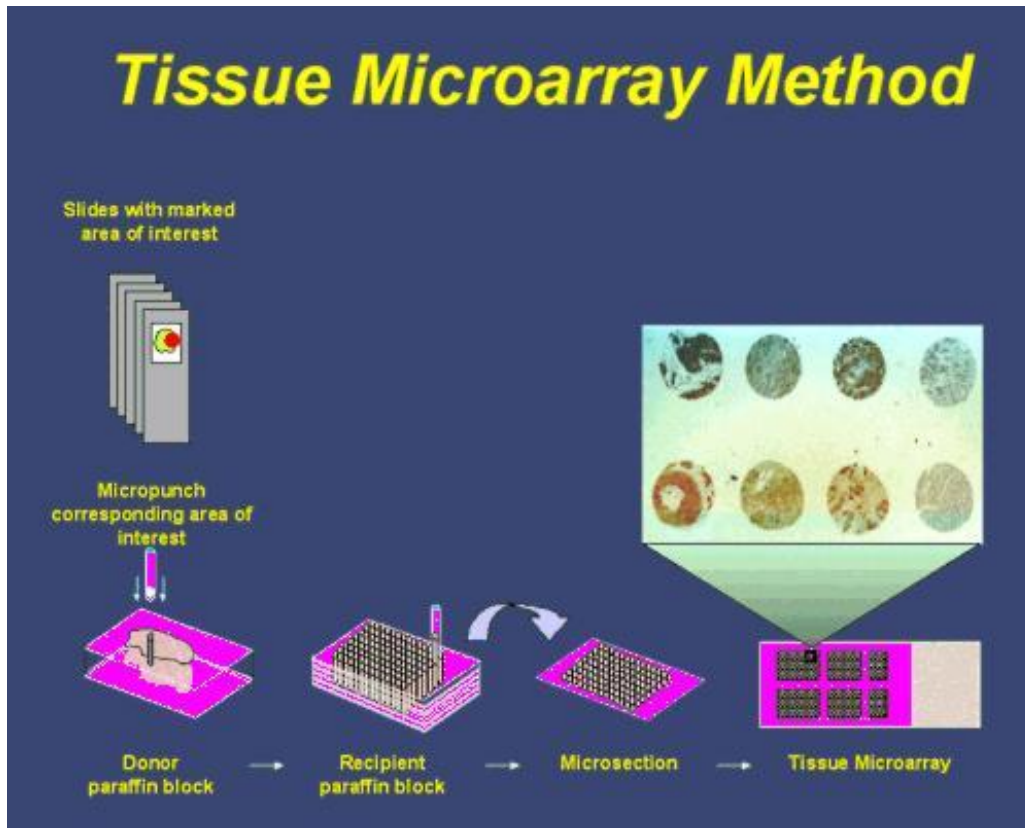 Tissue Microarray Method
Slides with marked
area of interest
Micropunch
corresponding area of
interest
Donor
paraffin block
Recipient
paraffin block
Microsection
Tissue Microarray